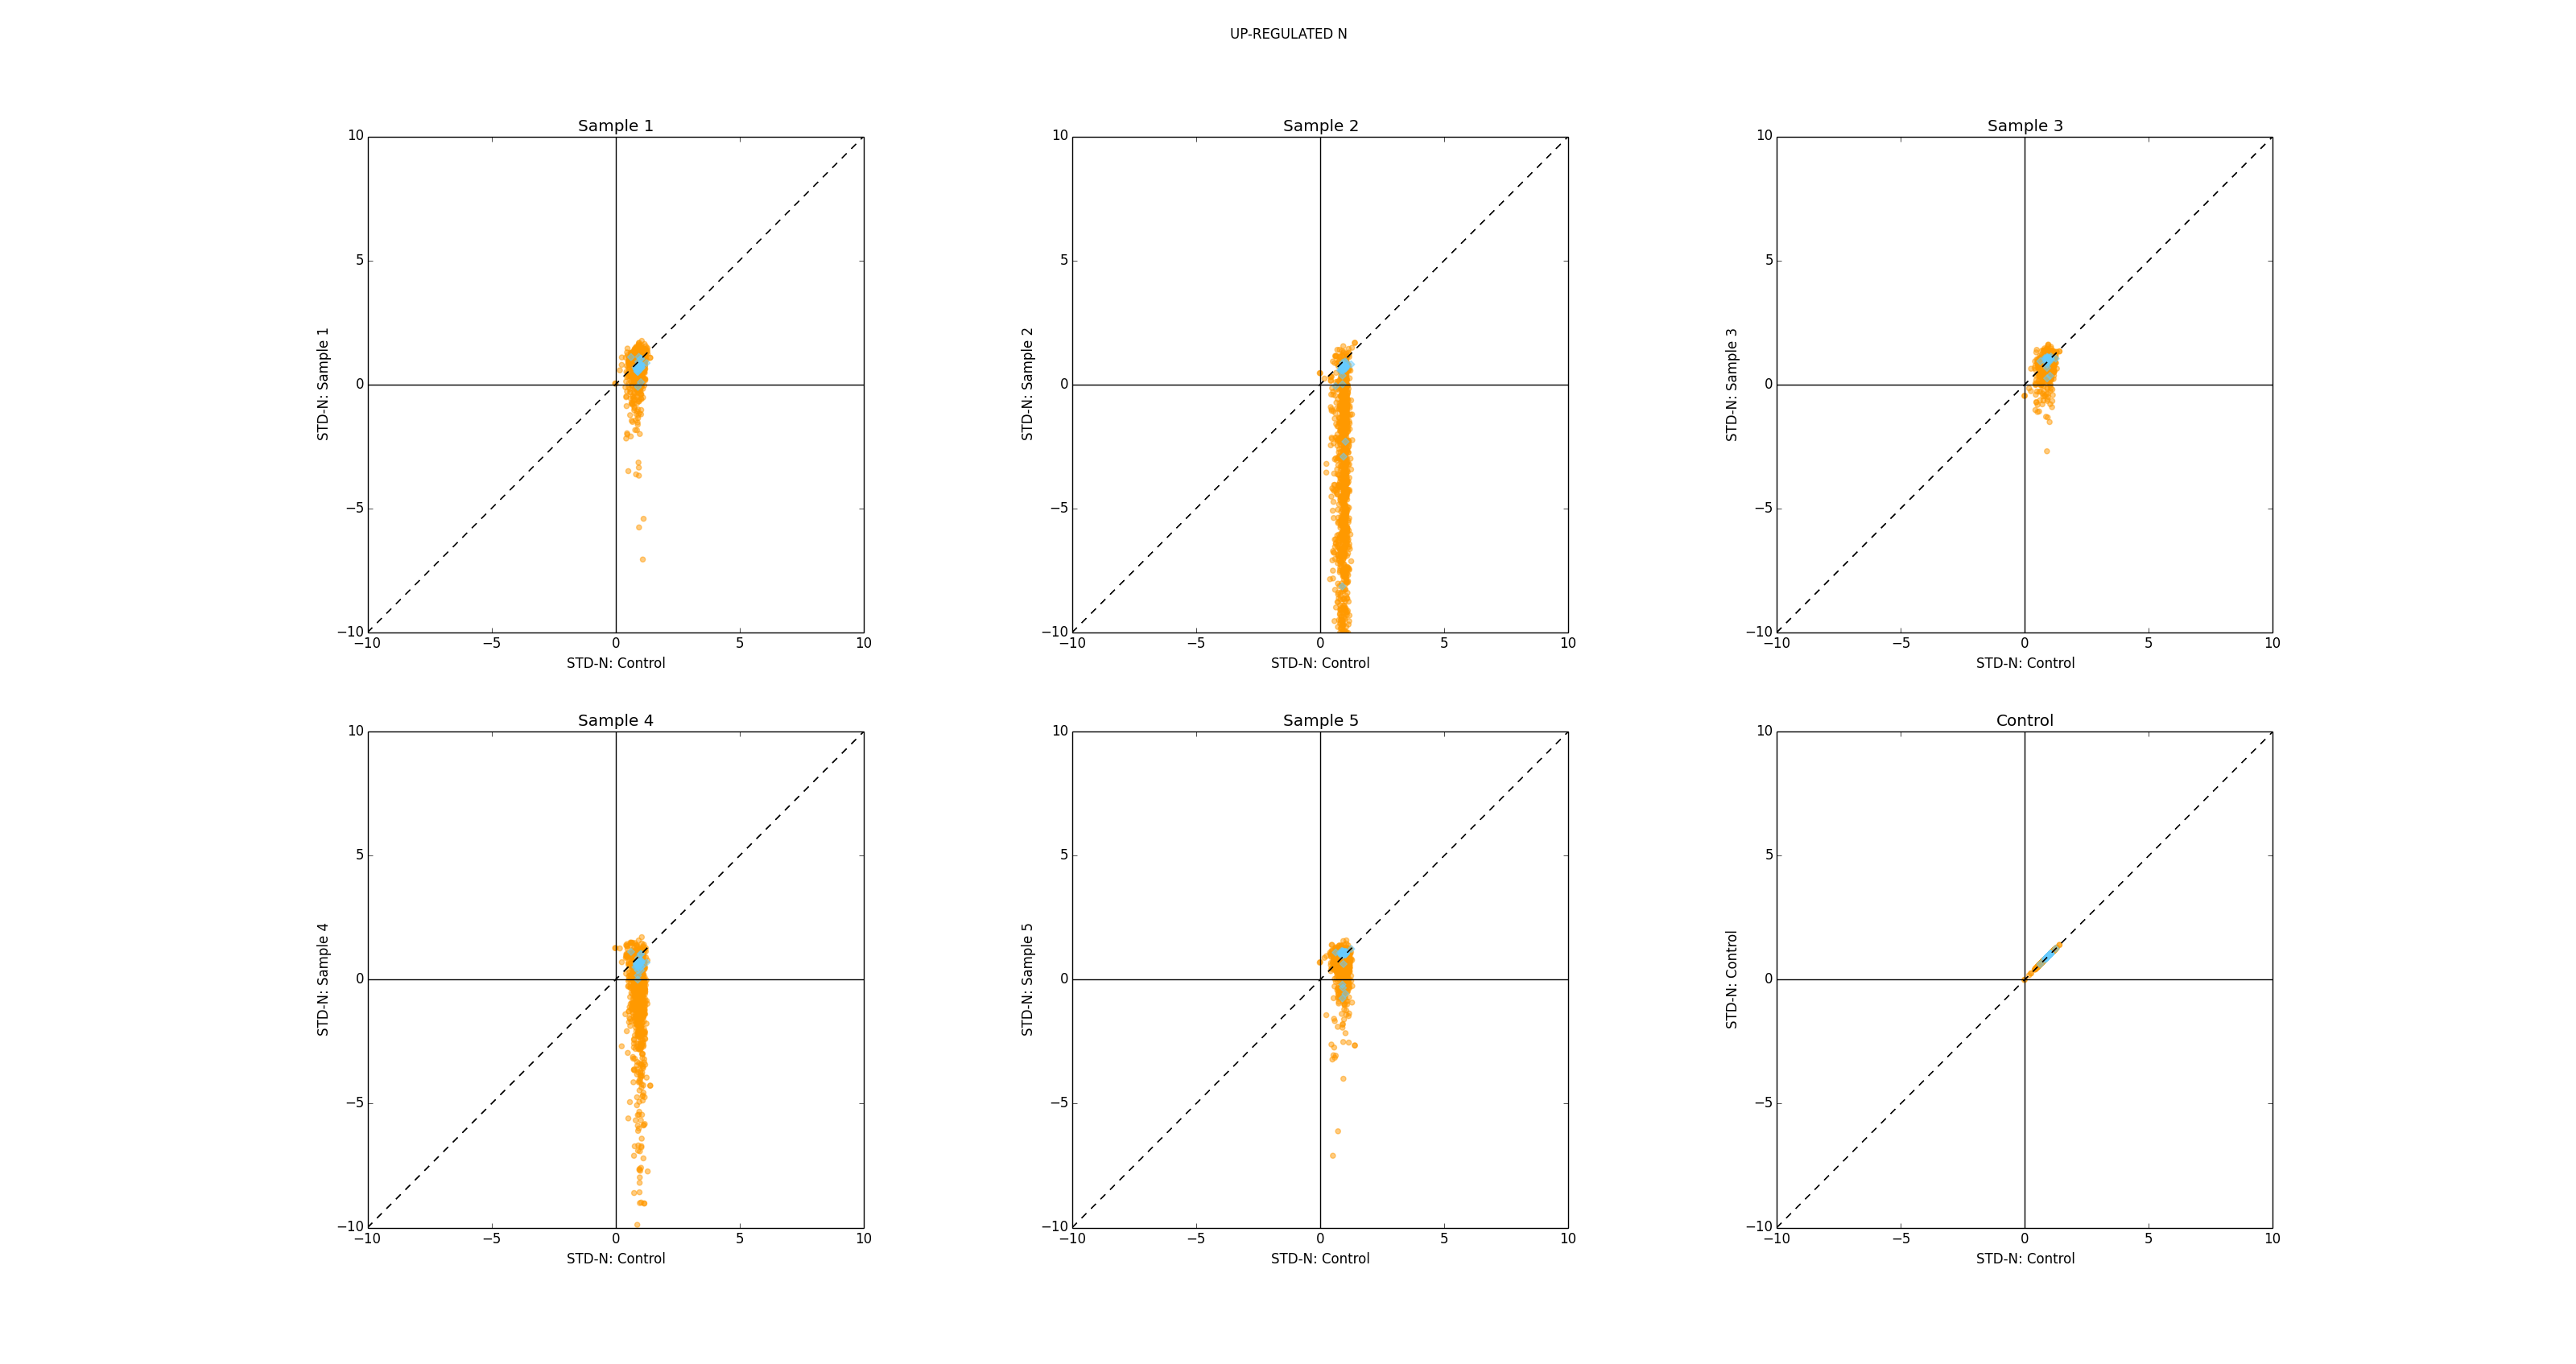 UP-REGULATED N
Sample 1
10
5
0
−5
−10
−10 −5 0 5 10
STD-N: Sample 1
STD-N: Control
Sample 2
10
5
0
−5
−10
−10 −5 0 5 10
STD-N: Sample 2
STD-N: Control
Sample 3
10
5
0
−5
−10
−10 −5 0 5 10
STD-N: Sample 3
STD-N: Control
Sample 4
10
5
0
−5
−10
−10 −5 0 5 10
STD-N: Sample 4
STD-N: Control
Sample 5
10
5
0
−5
−10
−10 −5 0 5 10
STD-N: Sample 5
STD-N: Control
Control
10
5
0
−5
−10
−10 −5 0 5 10
STD-N: Control
STD-N: Control